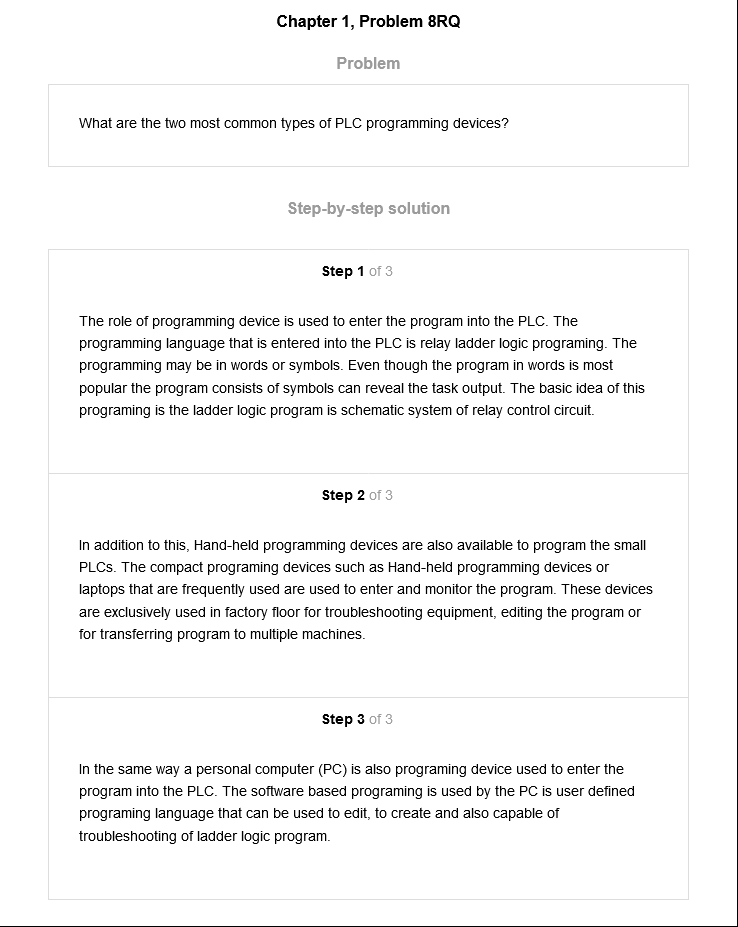 Chapter 1, Problem 8RQ
Problem
What are the two most common types of PLC programming devices?
Step-by-step solution
Step 1 of 3
The role of programming device is used to enter the program into the PLC. The
programming language that is entered into the PLC is relay ladder logic programing. The
programming may be in words or symbols. Even though the program in words is most
popular the program consists of symbols can reveal the task output. The basic idea of this
programing is the ladder logic program is schematic system of relay control circuit.
Step 2 of 3
In addition to this, Hand-held programming devices are also available to program the small
PLCs. The compact programing devices such as Hand-held programming devices or
laptops that are frequently used are used to enter and monitor the program. These devices
are exclusively used in factory floor for troubleshooting equipment, editing the program or
for transferring program to multiple machines.
Step 3 of 3
In the same way a personal computer (PC) is also programing device used to enter the
program into the PLC. The software based programing is used by the PC is user defined
programing language that can be used to edit, to create and also capable of
troubleshooting of ladder logic program.